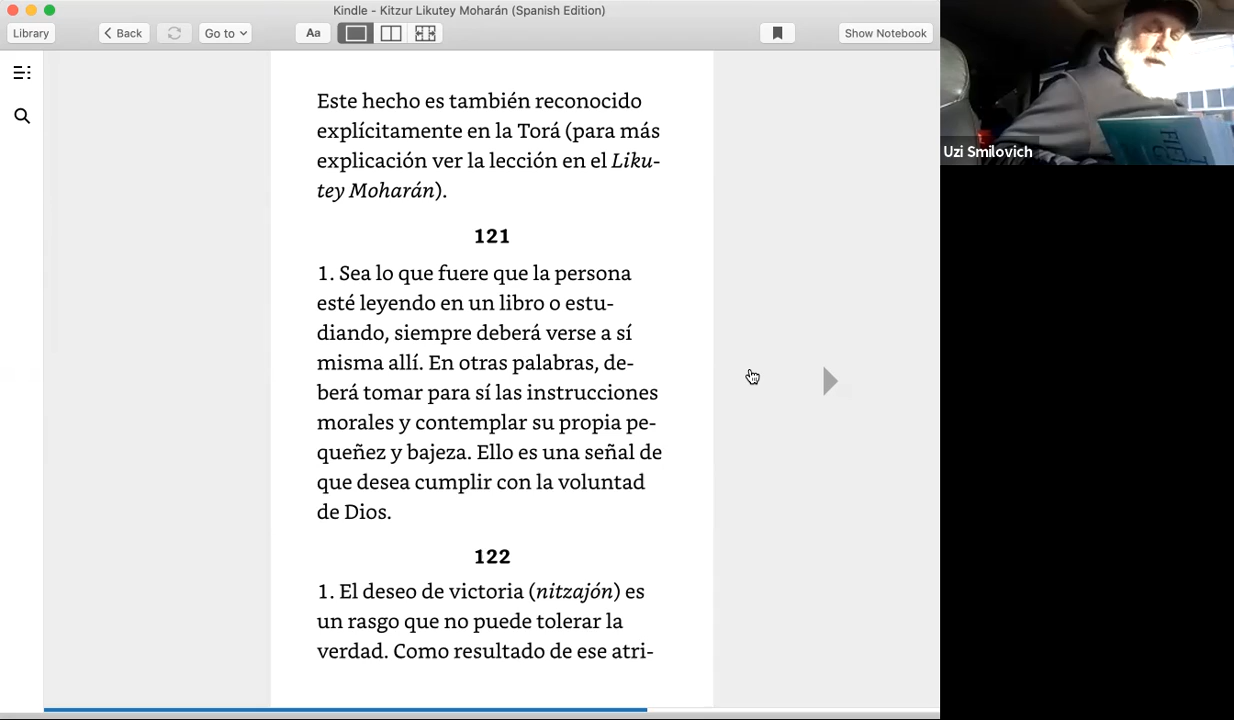 Kindle - Kitzur Likutey Moharán (Spanish Edition)
Library
Back
Go to
Aa
Show Notebook
Este hecho es también reconocido
explícitamente en la Torá (para más
explicación ver la lección en el Liku-
tey Moharán).
121
1. Sea lo que fuere que la persona
esté leyendo en un libro o estu-
diando, siempre deberá verse a sí
misma allí. En otras palabras, de-
berá tomar para sí las instrucciones
morales y contemplar su propia pe-
queñez y bajeza. Ello es una señal de
que desea cumplir con la voluntad
de Dios.
122
1. El deseo de victoria (nitzajón) es
un rasgo que no puede tolerar la
verdad. Como resultado de ese atri-
Uzi Smilovich